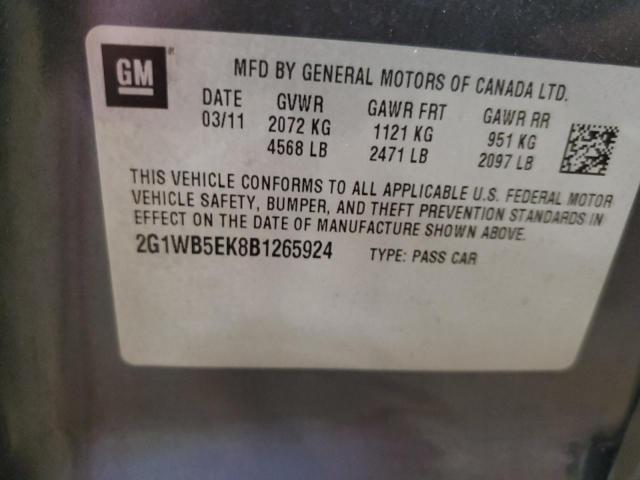 GM
MFD BY GENERAL MOTORS OF CANADA LTD.
DATE GVWR GAWR FRT GAWR RR
03/11 2072 KG 1121 KG 951 KG
4568 LB 2471 LB 2097 LB
THIS VEHICLE CONFORMS TO ALL APPLICABLE U.S. FEDERAL MOTOR
VEHICLE SAFETY, BUMPER, AND THEFT PREVENTION STANDARDS IN
EFFECT ON THE DATE OF MANUFACTURE SHOWN ABOVE.
2G1WB5EK8B1265924 TYPE: PASS CAR